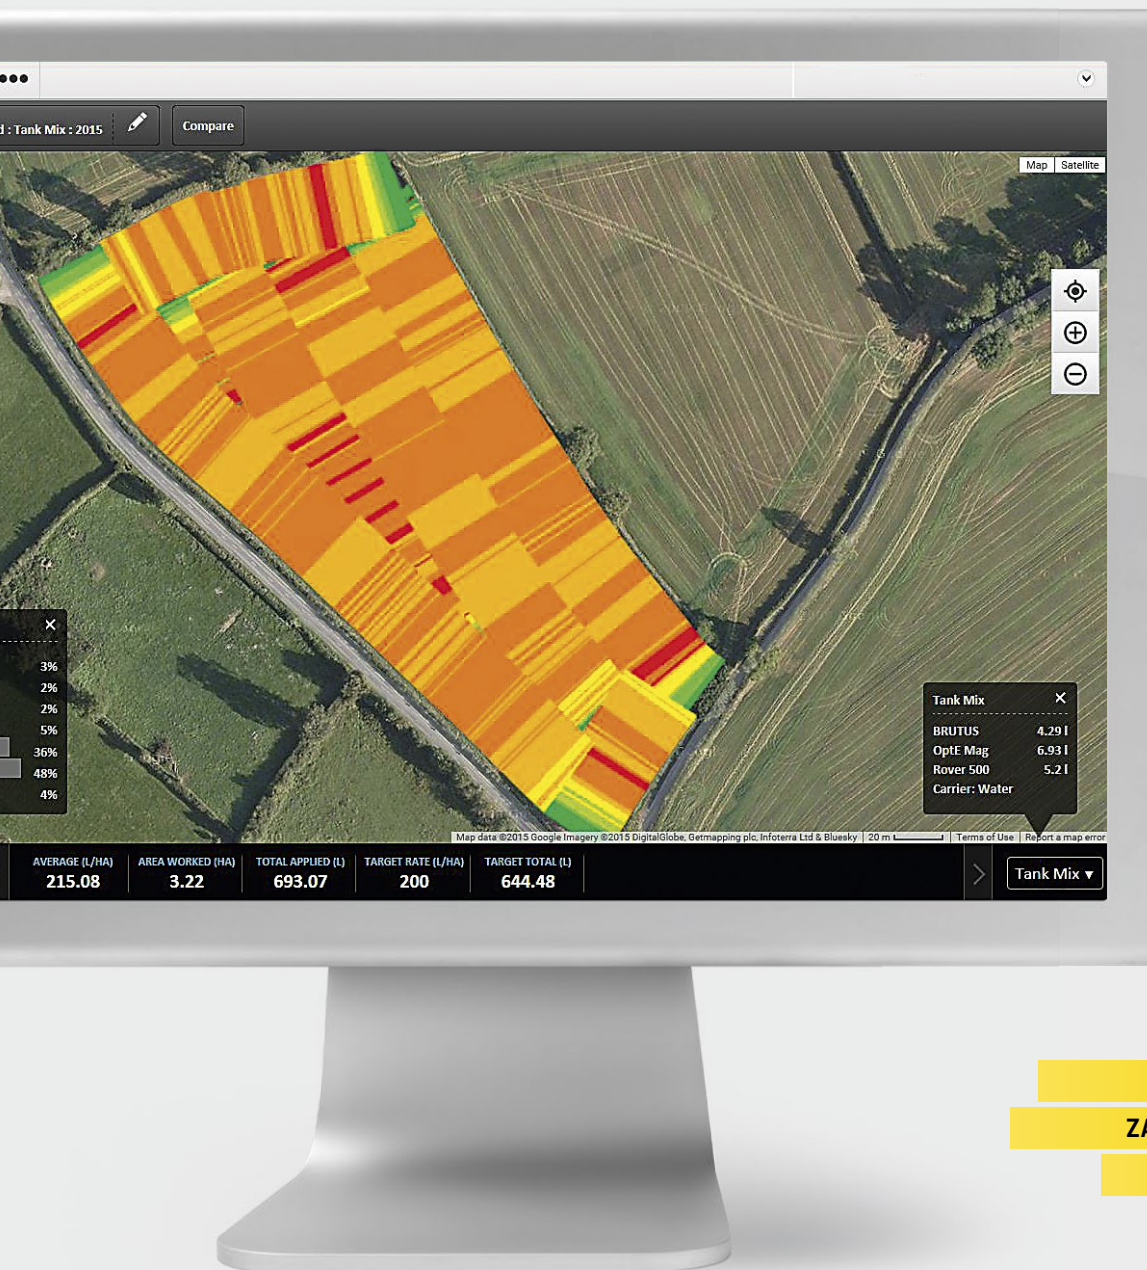 d : Tank Mix : 2015
Compare
Map Satellite
3%
2%
2%
5%
36%
48%
4%
Tank Mix
BRUTUS 4.29 l
OptE Mag 6.93 l
Rover 500 5.2 l
Carrier: Water
Map data ©2015 Google Imagery ©2015 DigitalGlobe, Getmapping plc, Infoterra Ltd & Bluesky 20 m Terms of Use Report a map error
AVERAGE (L/HA) AREA WORKED (HA) TOTAL APPLIED (L) TARGET RATE (L/HA) TARGET TOTAL (L)
215.08 3.22 693.07 200 644.48
Tank Mix ▾
ZA